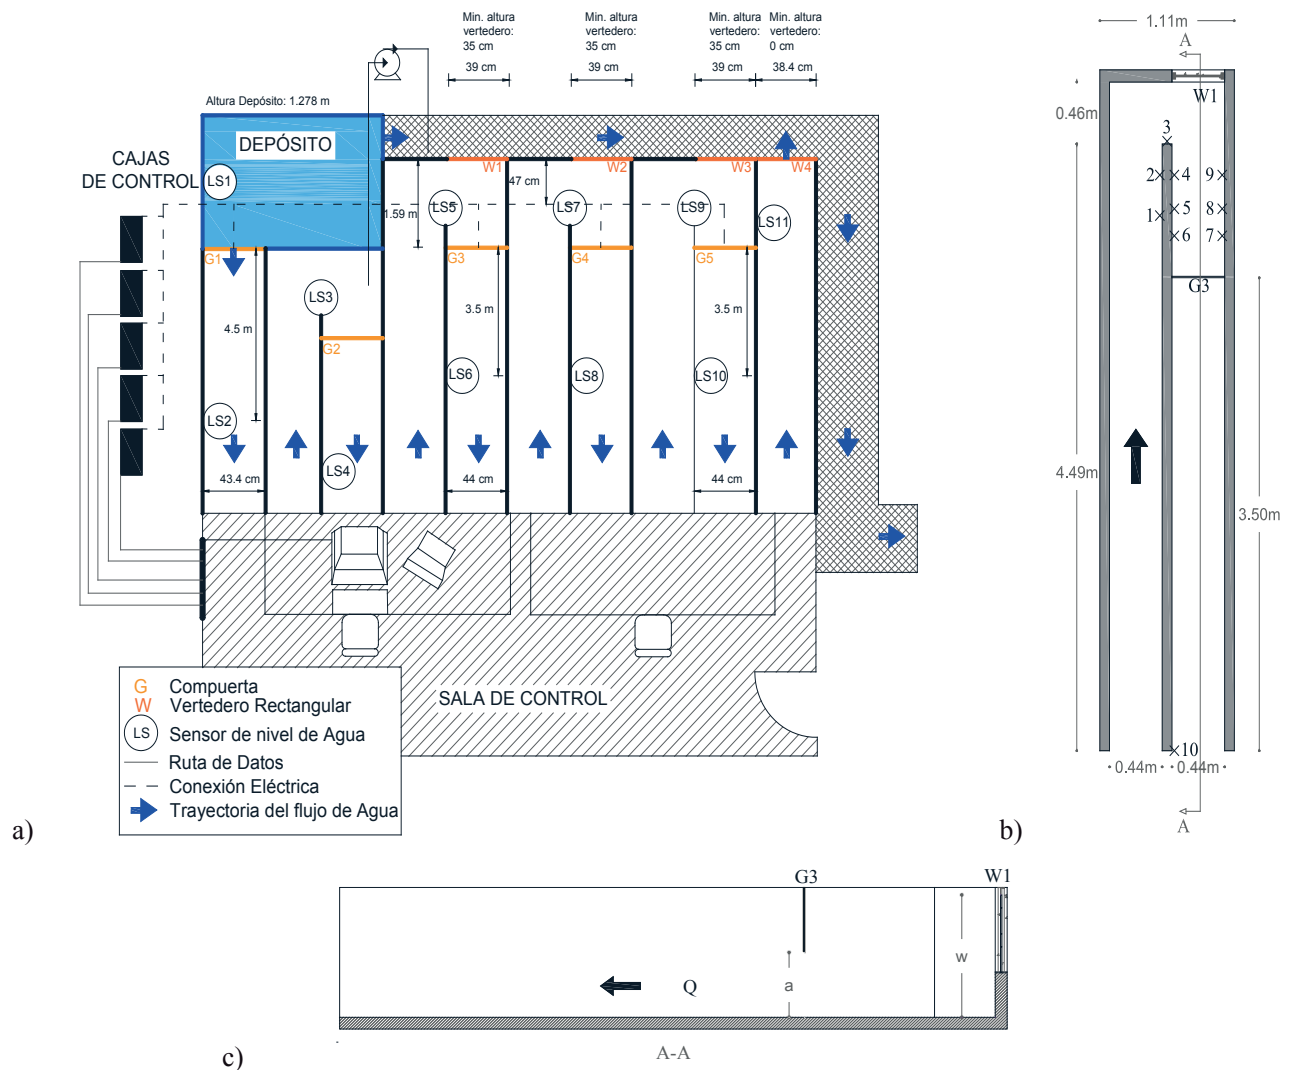 Min. altura
vertedero:
35 cm
39 cm
Min. altura
vertedero:
35 cm
39 cm
Min. altura
vertedero:
35 cm
39 cm
Min. altura
vertedero:
0 cm
38.4 cm
Altura Depósito: 1.278 m
DEPÓSITO
CAJAS
DE CONTROL
LS1
W1
W2
W3
W4
47 cm
1.59 m
LS5
LS7
LS9
LS11
G1
G3
G4
G5
LS3
4.5 m
3.5 m
3.5 m
G2
LS6
LS8
LS10
LS2
LS4
43.4 cm
44 cm
44 cm
SALA DE CONTROL
G Compuerta
W Vertedero Rectangular
LS Sensor de nivel de Agua
Ruta de Datos
Conexión Eléctrica
Trayectoria del flujo de Agua
a)
1.11m
A
W1
0.46m
3
2 4 9
1 5 8
6 7
G3
4.49m
3.50m
10
0.44m 0.44m
A
b)
G3
W1
w
a
Q
A-A
c)